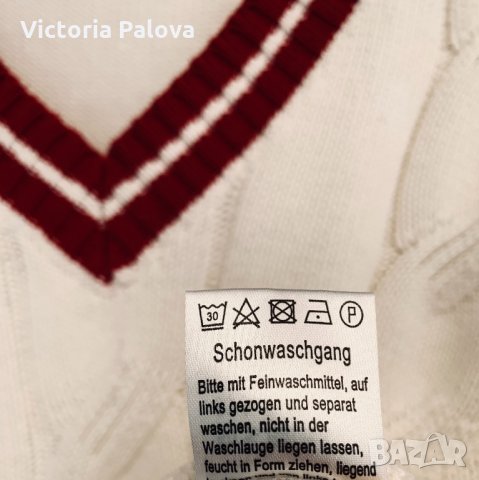 Victoria Palova
30 P
Schonwaschgang
Bitte mit Feinwaschmittel, auf
links gezogen und separat
waschen, nicht in der
Waschlauge liegen lassen,
feucht in Form ziehen, liegend
BAZAR